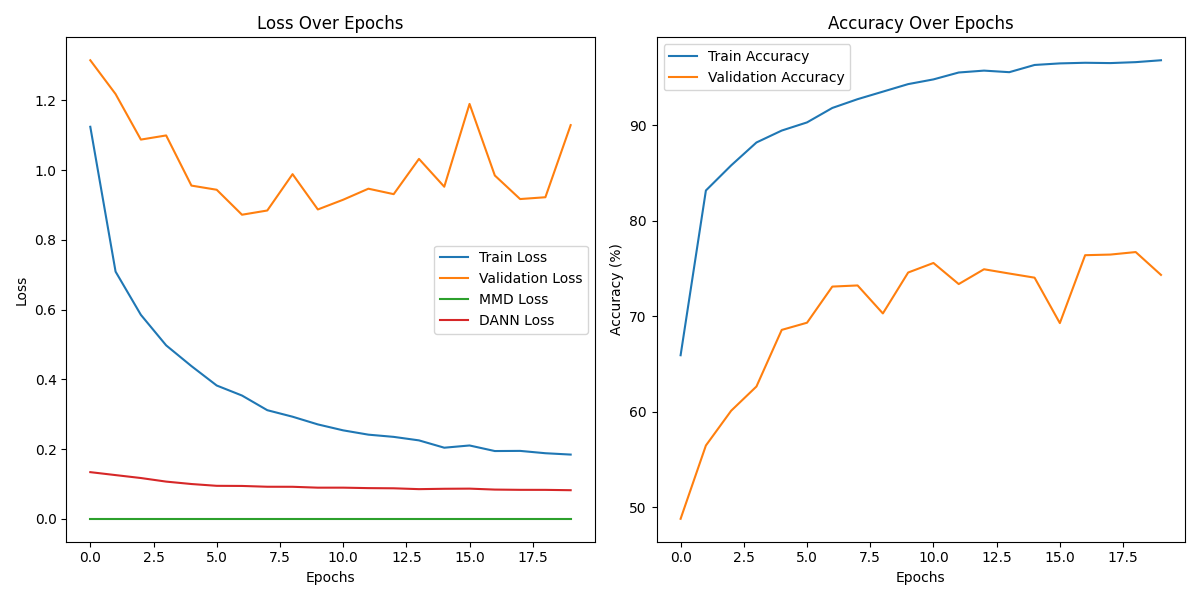 Loss Over Epochs
Loss
1.2
1.0
0.8
0.6
0.4
0.2
0.0
Train Loss
Validation Loss
MMD Loss
DANN Loss
0.0 2.5 5.0 7.5 10.0 12.5 15.0 17.5
Epochs
Accuracy Over Epochs
Accuracy (%)
90
80
70
60
50
Train Accuracy
Validation Accuracy
0.0 2.5 5.0 7.5 10.0 12.5 15.0 17.5
Epochs